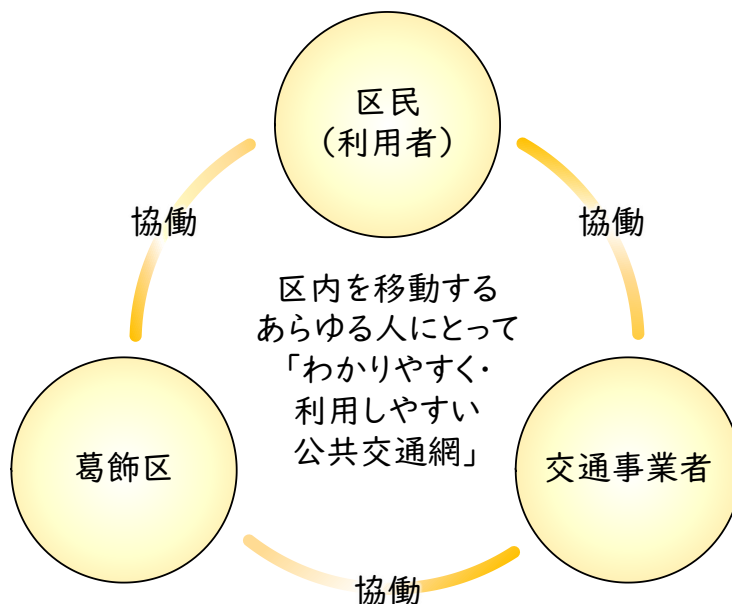 区民
（利用者）
協働
協働
区内を移動する
あらゆる人にとって
「わかりやすく・
利用しやすい
公共交通網」
葛飾区
交通事業者
協働